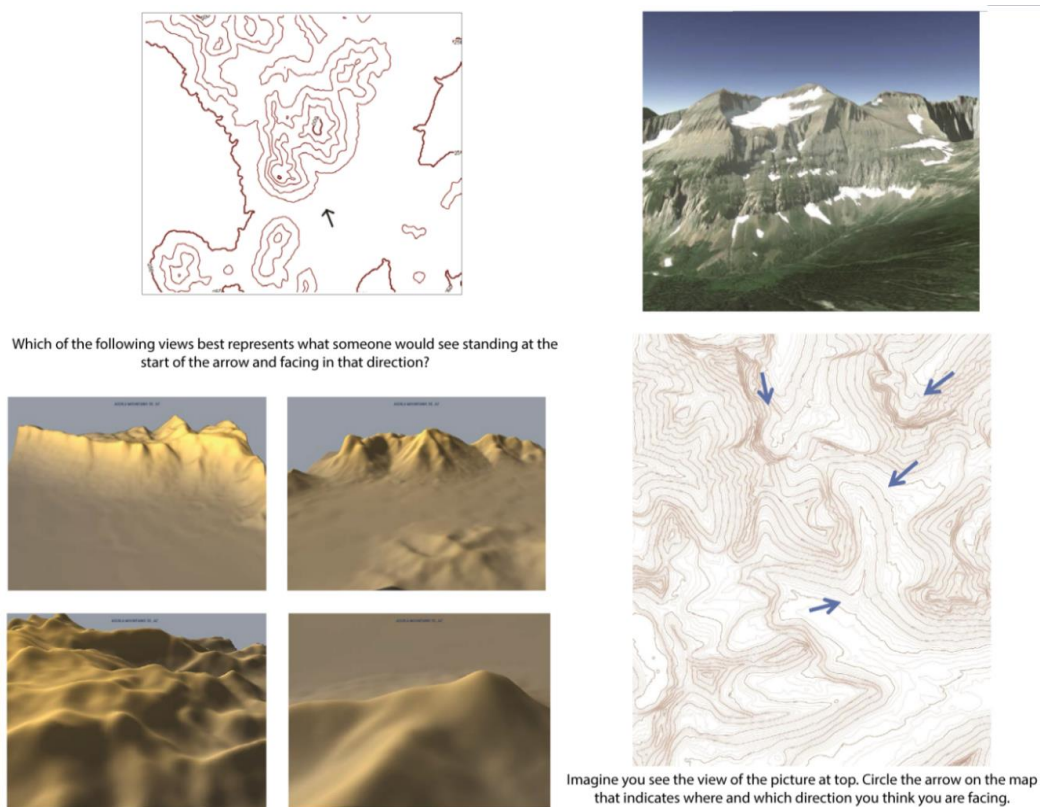 Which of the following views best represents what someone would see standing at the
start of the arrow and facing in that direction?
Imagine you see the view of the picture at top. Circle the arrow on the map
that indicates where and which direction you think you are facing.